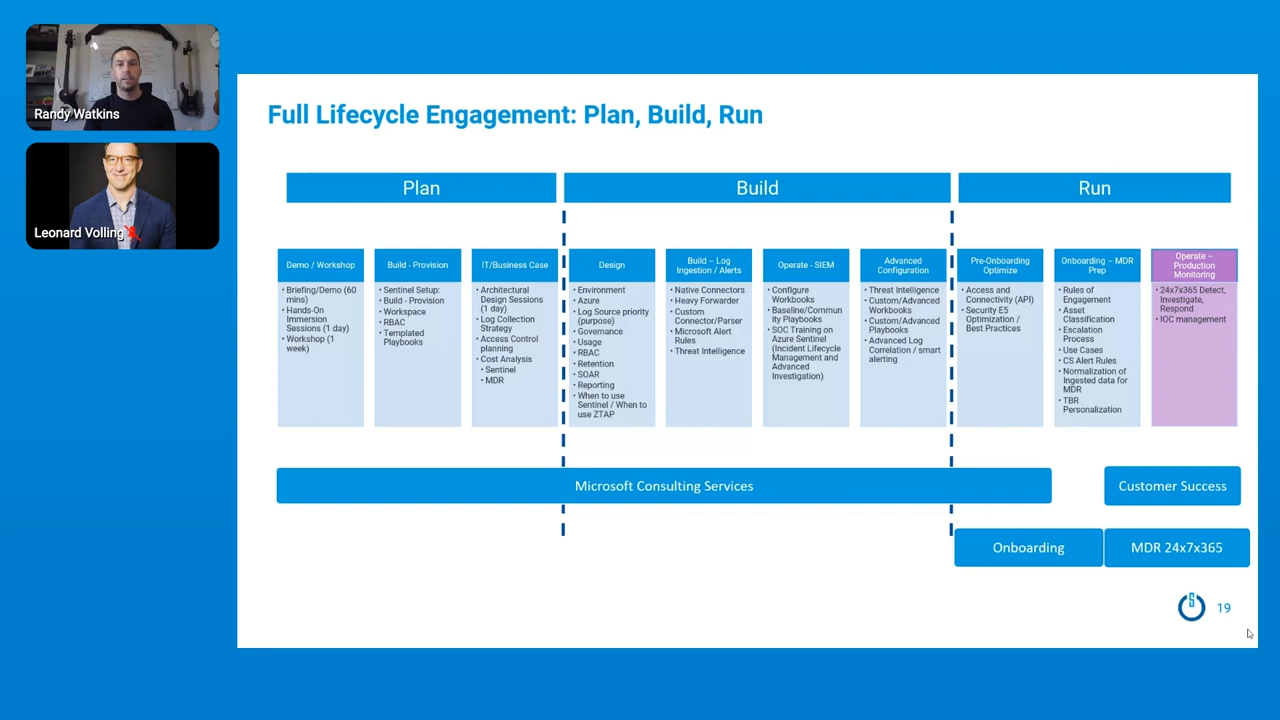 Randy Watkins
Leonard Volling
Full Lifecycle Engagement: Plan, Build, Run
Plan
Build
Run
Demo / Workshop
• Briefing/Demo (60
mins)
• Hands-On
Immersion
Sessions (1 day)
• Workshop (1
week)
Build - Provision
• Sentinel Setup:
• Build - Provision
• Workspace
• RBAC
• Templated
Playbooks
IT/Business Case
• Architectural
Design Sessions
(1 day)
• Log Collection
Strategy
• Access Control
planning
• Cost Analysis
• Sentinel
• MDR
Design
• Environment
• Azure
• Log Source priority
(purpose)
• Governance
• Usage
• RBAC
• Retention
• SOAR
• Reporting
• When to use
Sentinel / When to
use ZTAP
Build – Log
Ingestion / Alerts
• Native Connectors
• Heavy Forwarder
• Custom
Connector/Parser
• Microsoft Alert
Rules
• Threat Intelligence
Operate - SIEM
• Configure
Workbooks
• Baseline/Commun
ity Playbooks
• SOC Training on
Azure Sentinel
(Incident Lifecycle
Management and
Advanced
Investigation)
Advanced
Configuration
• Threat Intelligence
• Custom/Advanced
Workbooks
• Custom/Advanced
Playbooks
• Advanced Log
Correlation / smart
alerting
Pre-Onboarding
Optimize
• Access and
Connectivity (API)
• Security E5
Optimization /
Best Practices
Onboarding – MDR
Prep
• Rules of
Engagement
• Asset
Classification
• Escalation
Process
• Use Cases
• CS Alert Rules
• Normalization of
Ingested data for
MDR
• TBR
Personalization
Operate –
Production
Monitoring
• 24x7x365 Detect,
Investigate,
Respond
• IOC management
Microsoft Consulting Services
Customer Success
Onboarding
MDR 24x7x365
19